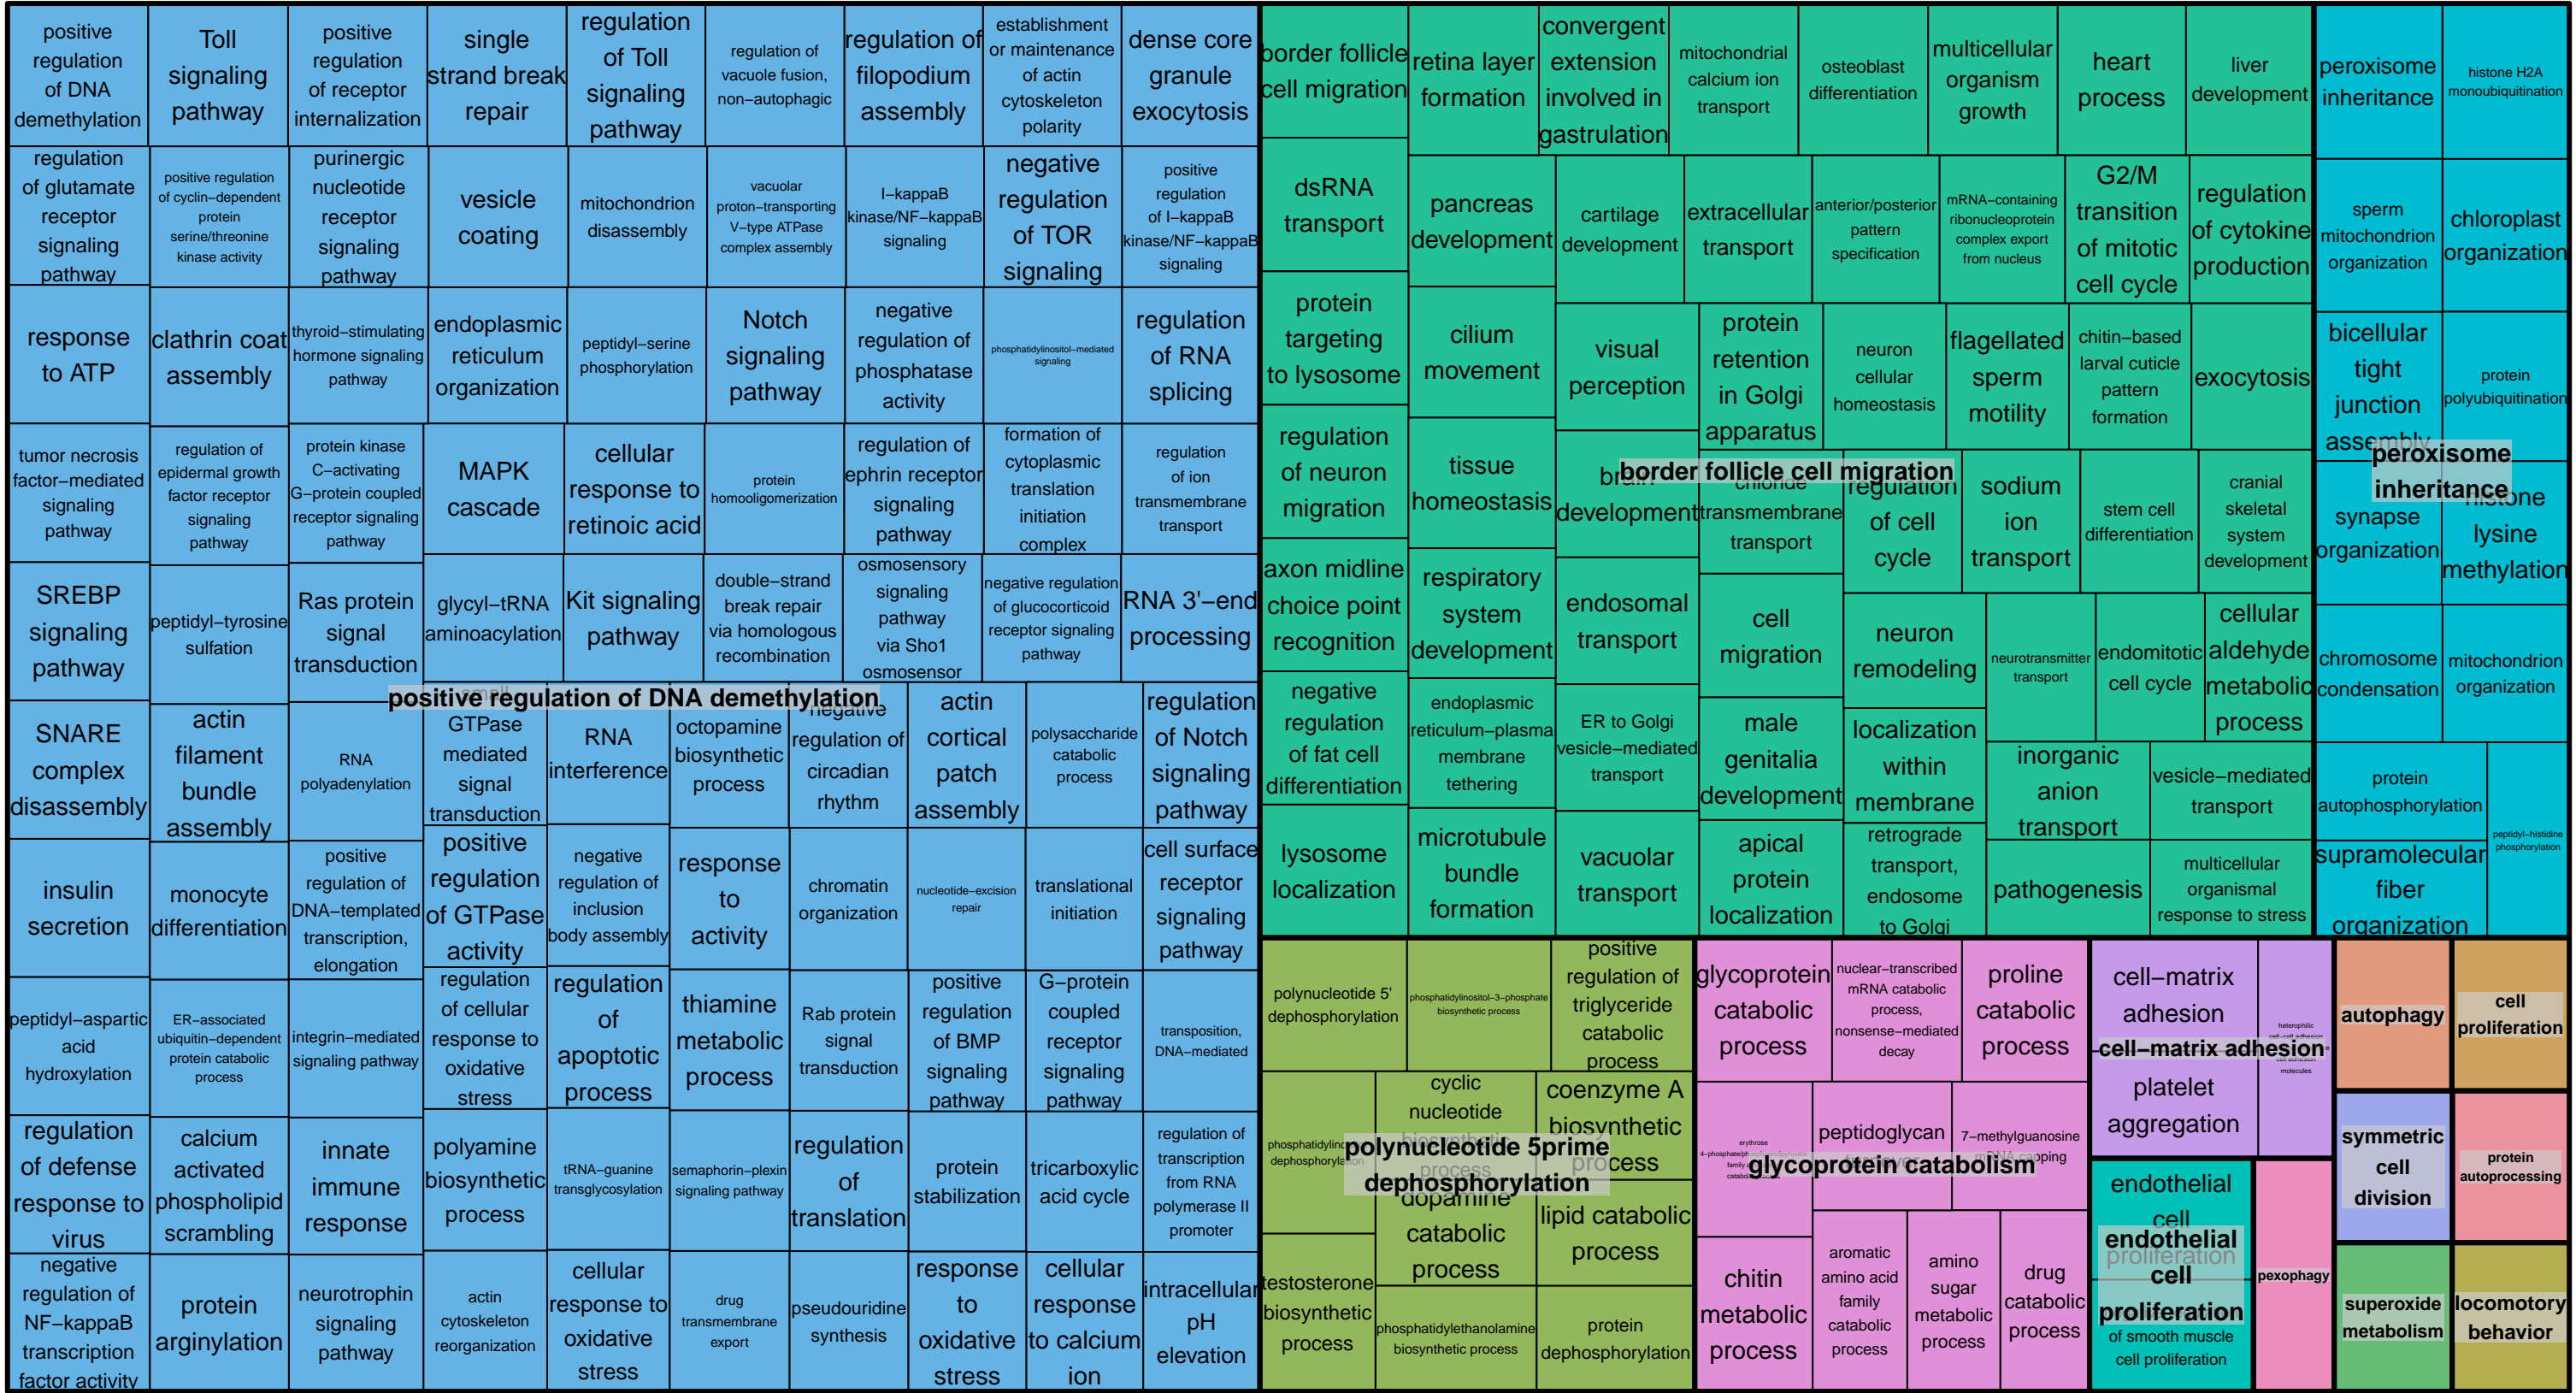 positive
regulation
of DNA
demethylation
Toll
signaling
pathway
positive
regulation
of receptor
internalization
single
strand break
repair
regulation
of Toll
signaling
pathway
regulation of
vacuole fusion,
non−autophagic
regulation of
filopodium
assembly
establishment
or maintenance
of actin
cytoskeleton
polarity
dense core
granule
exocytosis
regulation
of glutamate
receptor
signaling
pathway
positive regulation
of cyclin−dependent
protein
serine/threonine
kinase activity
purinergic
nucleotide
receptor
signaling
pathway
vesicle
coating
mitochondrion
disassembly
vacuolar
proton−transporting
V−type ATPase
complex assembly
I−kappaB
kinase/NF−kappaB
signaling
negative
regulation
of TOR
signaling
positive
regulation
of I−kappaB
kinase/NF−kappaB
signaling
response
to ATP
clathrin coat
assembly
thyroid−stimulating
hormone signaling
pathway
endoplasmic
reticulum
organization
peptidyl−serine
phosphorylation
Notch
signaling
pathway
negative
regulation of
phosphatase
activity
phosphatidylinositol−mediated
signaling
regulation
of RNA
splicing
tumor necrosis
factor−mediated
signaling
pathway
regulation of
epidermal growth
factor receptor
signaling
pathway
protein kinase
C−activating
G−protein coupled
receptor signaling
pathway
MAPK
cascade
cellular
response to
retinoic acid
protein
homooligomerization
regulation of
ephrin receptor
signaling
pathway
formation of
cytoplasmic
translation
initiation
complex
regulation
of ion
transmembrane
transport
SREBP
signaling
pathway
peptidyl−tyrosine
sulfation
Ras protein
signal
transduction
glycyl−tRNA
aminoacylation
Kit signaling
pathway
double−strand
break repair
via homologous
recombination
osmosensory
signaling
pathway
via Sho1
osmosensor
negative regulation
of glucocorticoid
receptor signaling
pathway
RNA 3'−end
processing
positive regulation of DNA demethylation
SNARE
complex
disassembly
actin
filament
bundle
assembly
RNA
polyadenylation
small
GTPase
mediated
signal
transduction
RNA
interference
octopamine
biosynthetic
process
negative
regulation of
circadian
rhythm
actin
cortical
patch
assembly
polysaccharide
catabolic
process
regulation
of Notch
signaling
pathway
insulin
secretion
monocyte
differentiation
positive
regulation of
DNA−templated
transcription,
elongation
positive
regulation
of GTPase
activity
negative
regulation of
inclusion
body assembly
response
to
activity
chromatin
organization
nucleotide−excision
repair
translational
initiation
cell surface
receptor
signaling
pathway
peptidyl−aspartic
acid
hydroxylation
ER−associated
ubiquitin−dependent
protein catabolic
process
integrin−mediated
signaling pathway
regulation
of cellular
response to
oxidative
stress
regulation
of
apoptotic
process
thiamine
metabolic
process
Rab protein
signal
transduction
positive
regulation
of BMP
signaling
pathway
G−protein
coupled
receptor
signaling
pathway
transposition,
DNA−mediated
regulation
of defense
response to
virus
calcium
activated
phospholipid
scrambling
innate
immune
response
polyamine
biosynthetic
process
tRNA−guanine
transglycosylation
semaphorin−plexin
signaling pathway
regulation
of
translation
protein
stabilization
tricarboxylic
acid cycle
regulation of
transcription
from RNA
polymerase II
promoter
negative
regulation of
NF−kappaB
transcription
factor activity
protein
arginylation
neurotrophin
signaling
pathway
actin
cytoskeleton
reorganization
cellular
response to
oxidative
stress
drug
transmembrane
export
pseudouridine
synthesis
response
to
oxidative
stress
cellular
response
to calcium
ion
intracellular
pH
elevation
border follicle
cell migration
retina layer
formation
convergent
extension
involved in
gastrulation
mitochondrial
calcium ion
transport
osteoblast
differentiation
multicellular
organism
growth
heart
process
liver
development
dsRNA
transport
pancreas
development
cartilage
development
extracellular
transport
anterior/posterior
pattern
specification
mRNA−containing
ribonucleoprotein
complex export
from nucleus
G2/M
transition
of mitotic
cell cycle
regulation
of cytokine
production
protein
targeting
to lysosome
cilium
movement
visual
perception
protein
retention
in Golgi
apparatus
neuron
cellular
homeostasis
flagellated
sperm
motility
chitin−based
larval cuticle
pattern
formation
exocytosis
regulation
of neuron
migration
tissue
homeostasis
brain
development
border follicle cell migration
chloride
transmembrane
transport
regulation
of cell
cycle
sodium
ion
transport
stem cell
differentiation
cranial
skeletal
system
development
axon midline
choice point
recognition
respiratory
system
development
endosomal
transport
cell
migration
neuron
remodeling
neurotransmitter
transport
endomitotic
cell cycle
cellular
aldehyde
metabolic
process
negative
regulation
of fat cell
differentiation
endoplasmic
reticulum−plasma
membrane
tethering
ER to Golgi
vesicle−mediated
transport
male
genitalia
development
localization
within
membrane
inorganic
anion
transport
vesicle−mediated
transport
lysosome
localization
microtubule
bundle
formation
vacuolar
transport
apical
protein
localization
retrograde
transport,
endosome
to Golgi
pathogenesis
multicellular
organismal
response to stress
peroxisome
inheritance
histone H2A
monoubiquitination
sperm
mitochondrion
organization
chloroplast
organization
bicellular
tight
junction
assembly
protein
polyubiquitination
peroxisome
inheritance
synapse
organization
histone
lysine
methylation
chromosome
condensation
mitochondrion
organization
protein
autophosphorylation
peptidyl−histidine
phosphorylation
supramolecular
fiber
organization
polynucleotide 5'
dephosphorylation
phosphatidylinositol−3−phosphate
biosynthetic process
positive
regulation of
triglyceride
catabolic
process
dephosphorylation
cyclic
nucleotide
biosynthetic
process
coenzyme A
biosynthetic
process
polynucleotide 5prime
dephosphorylation
dopamine
catabolic
process
lipid catabolic
process
testosterone
biosynthetic
process
phosphatidylethanolamine
biosynthetic process
protein
dephosphorylation
glycoprotein
catabolic
process
nuclear−transcribed
mRNA catabolic
process,
nonsense−mediated
decay
proline
catabolic
process
erythrose
peptidoglycan
7−methylguanosine
mRNA capping
glycoprotein catabolism
chitin
metabolic
process
aromatic
amino acid
family
catabolic
process
amino
sugar
metabolic
process
drug
catabolic
process
cell−matrix
adhesion
heterophilic
molecules
cell−matrix adhesion
platelet
aggregation
endothelial
cell
proliferation
endothelial
cell
proliferation
of smooth muscle
cell proliferation
pexophagy
autophagy
cell
proliferation
symmetric
cell
division
protein
autoprocessing
superoxide
metabolism
locomotory
behavior